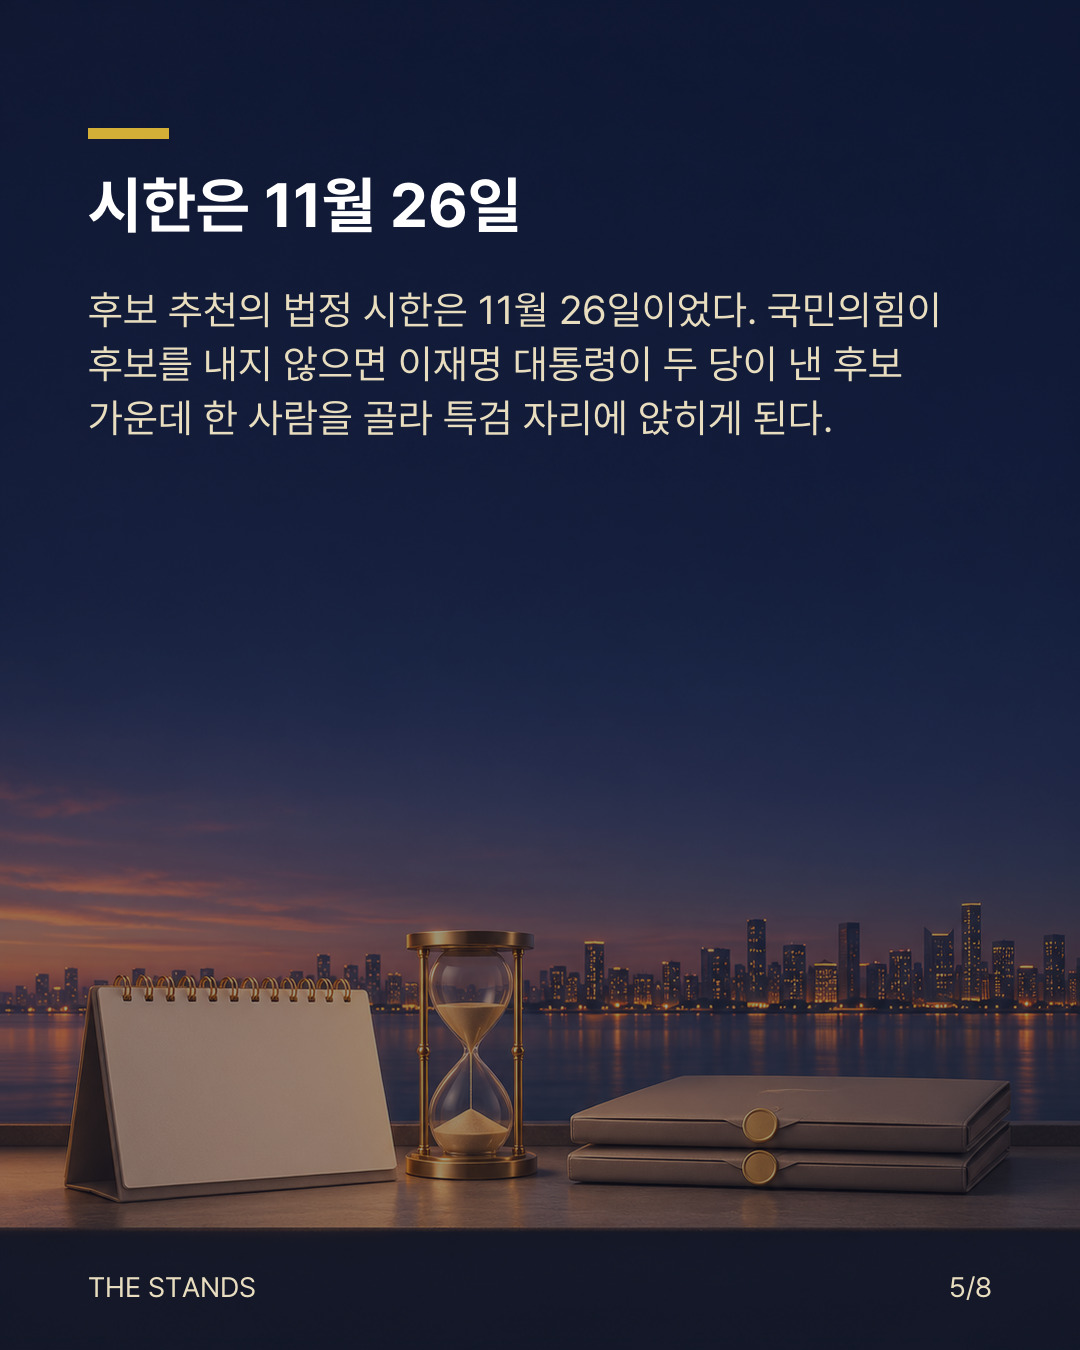 시한은 11월 26일
후보 추천의 법정 시한은 11월 26일이었다. 국민의힘이
후보를 내지 않으면 이재명 대통령이 두 당이 낸 후보
가운데 한 사람을 골라 특검 자리에 앉히게 된다.
THE STANDS
5/8